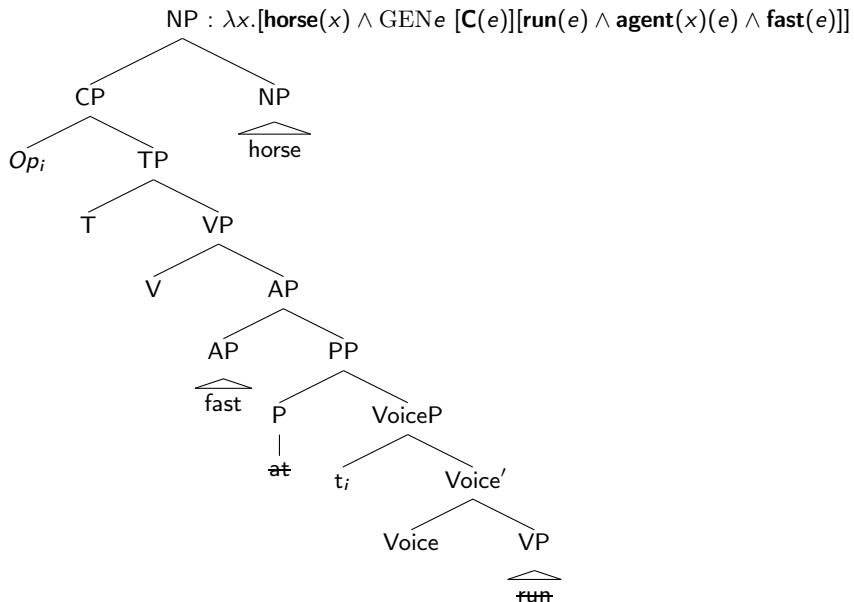 NP : λx.[horse(x) ∧ GENe [C(e)][run(e) ∧ agent(x)(e) ∧ fast(e)]]
CP NP
horse
Opᵢ TP
T VP
V AP
AP PP
fast
P VoiceP
at
tᵢ Voice′
Voice VP
run